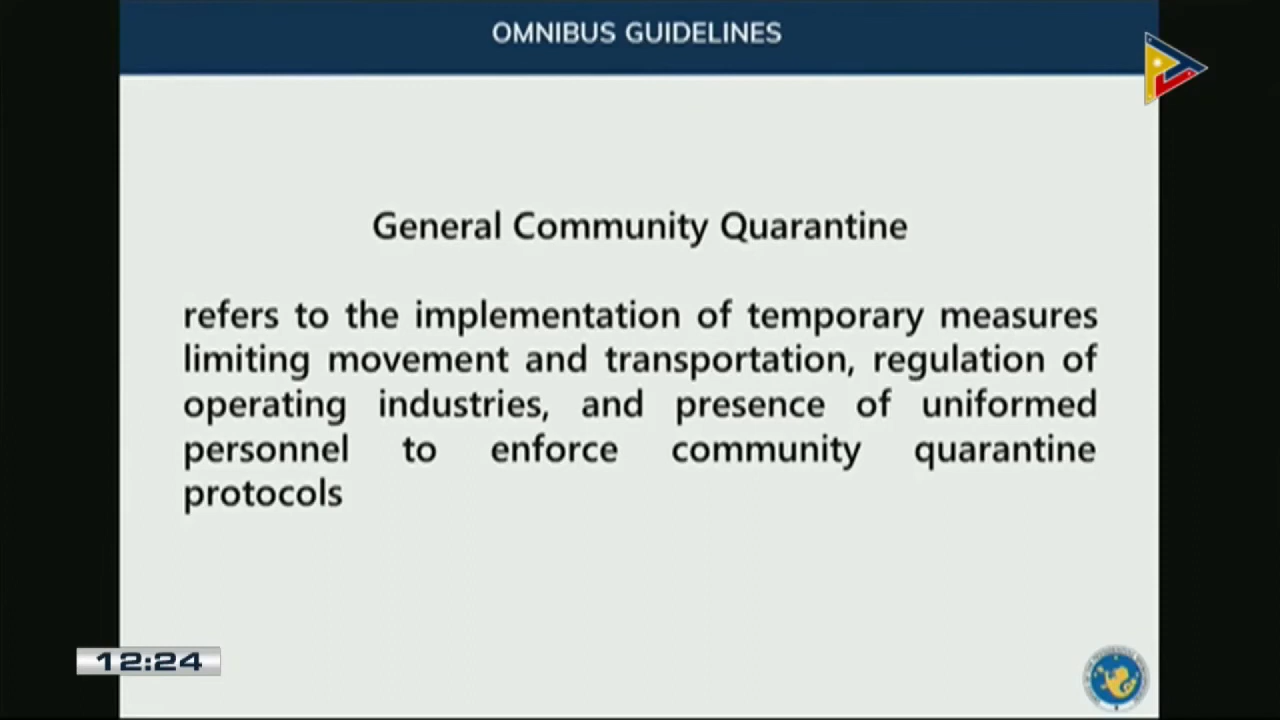 OMNIBUS GUIDELINES
General Community Quarantine
refers to the implementation of temporary measures
limiting movement and transportation, regulation of
operating industries, and presence of uniformed
personnel to enforce community quarantine
protocols
12:24